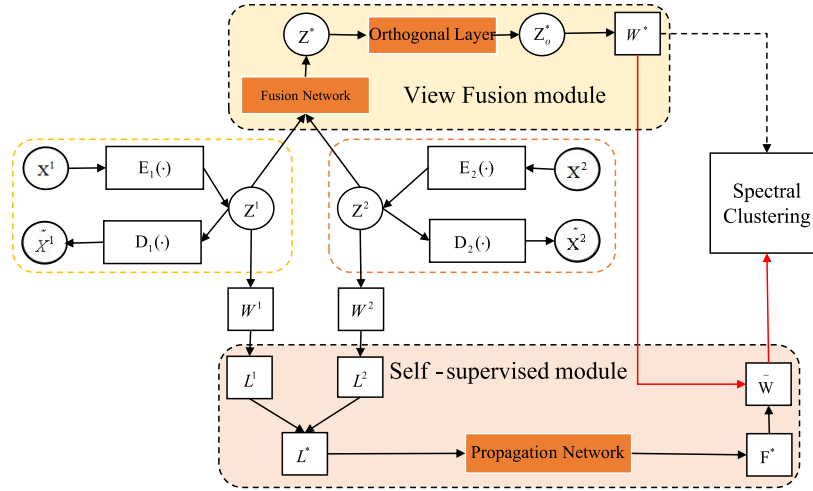 Z* Orthogonal Layer Z*ₒ W*
Fusion Network
View Fusion module
X¹ E₁(·) E₂(·) X²
Z¹ Z²
X̃¹ D₁(·) D₂(·) X̃²
Spectral
Clustering
W¹ W²
Self - supervised module
L¹ L² W̃
L* Propagation Network F*